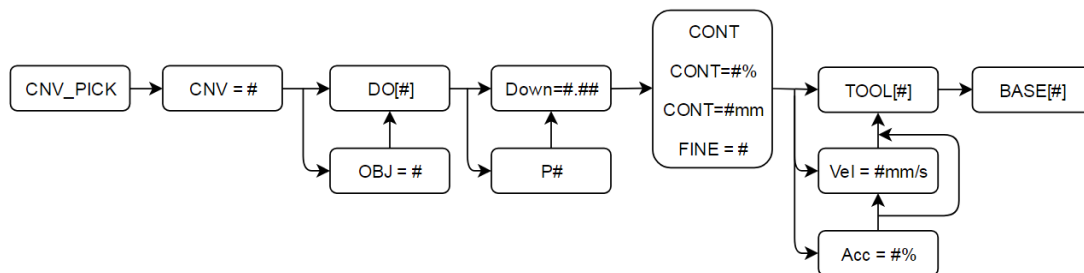 CNV_PICK
CNV = #
DO[#]
OBJ = #
Down=#.##
P#
CONT
CONT=#%
CONT=#mm
FINE = #
TOOL[#]
Vel = #mm/s
Acc = #%
BASE[#]